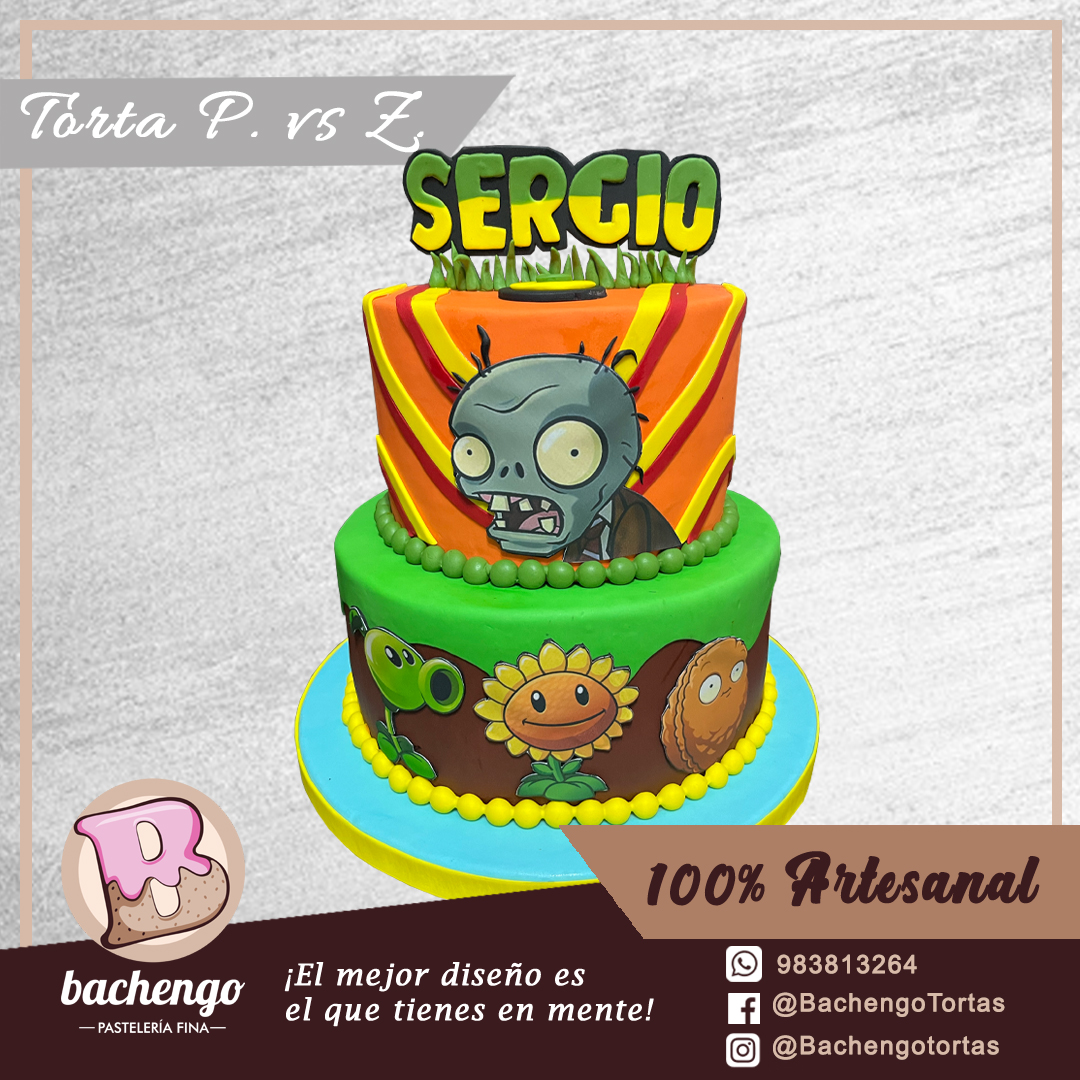 Torta P. vs Z.
SERGIO
100% Artesanal
B
bachengo
PASTELERÍA FINA
¡El mejor diseño es
el que tienes en mente!
983813264
@BachengoTortas
@Bachengotortas